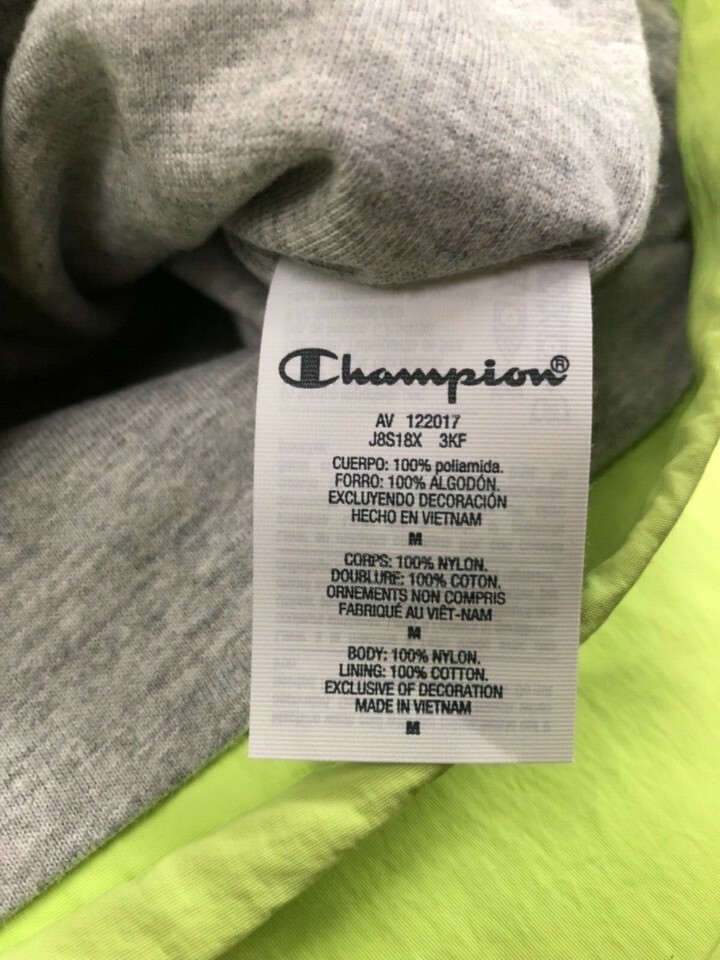 Champion®
AV 122017
J8S18X 3KF
CUERPO: 100% poliamida.
FORRO: 100% ALGODÓN.
EXCLUYENDO DECORACIÓN
HECHO EN VIETNAM
M
CORPS: 100% NYLON.
DOUBLURE: 100% COTON.
ORNEMENTS NON COMPRIS
FABRIQUÉ AU VIÊT-NAM
M
BODY: 100% NYLON.
LINING: 100% COTTON.
EXCLUSIVE OF DECORATION
MADE IN VIETNAM
M